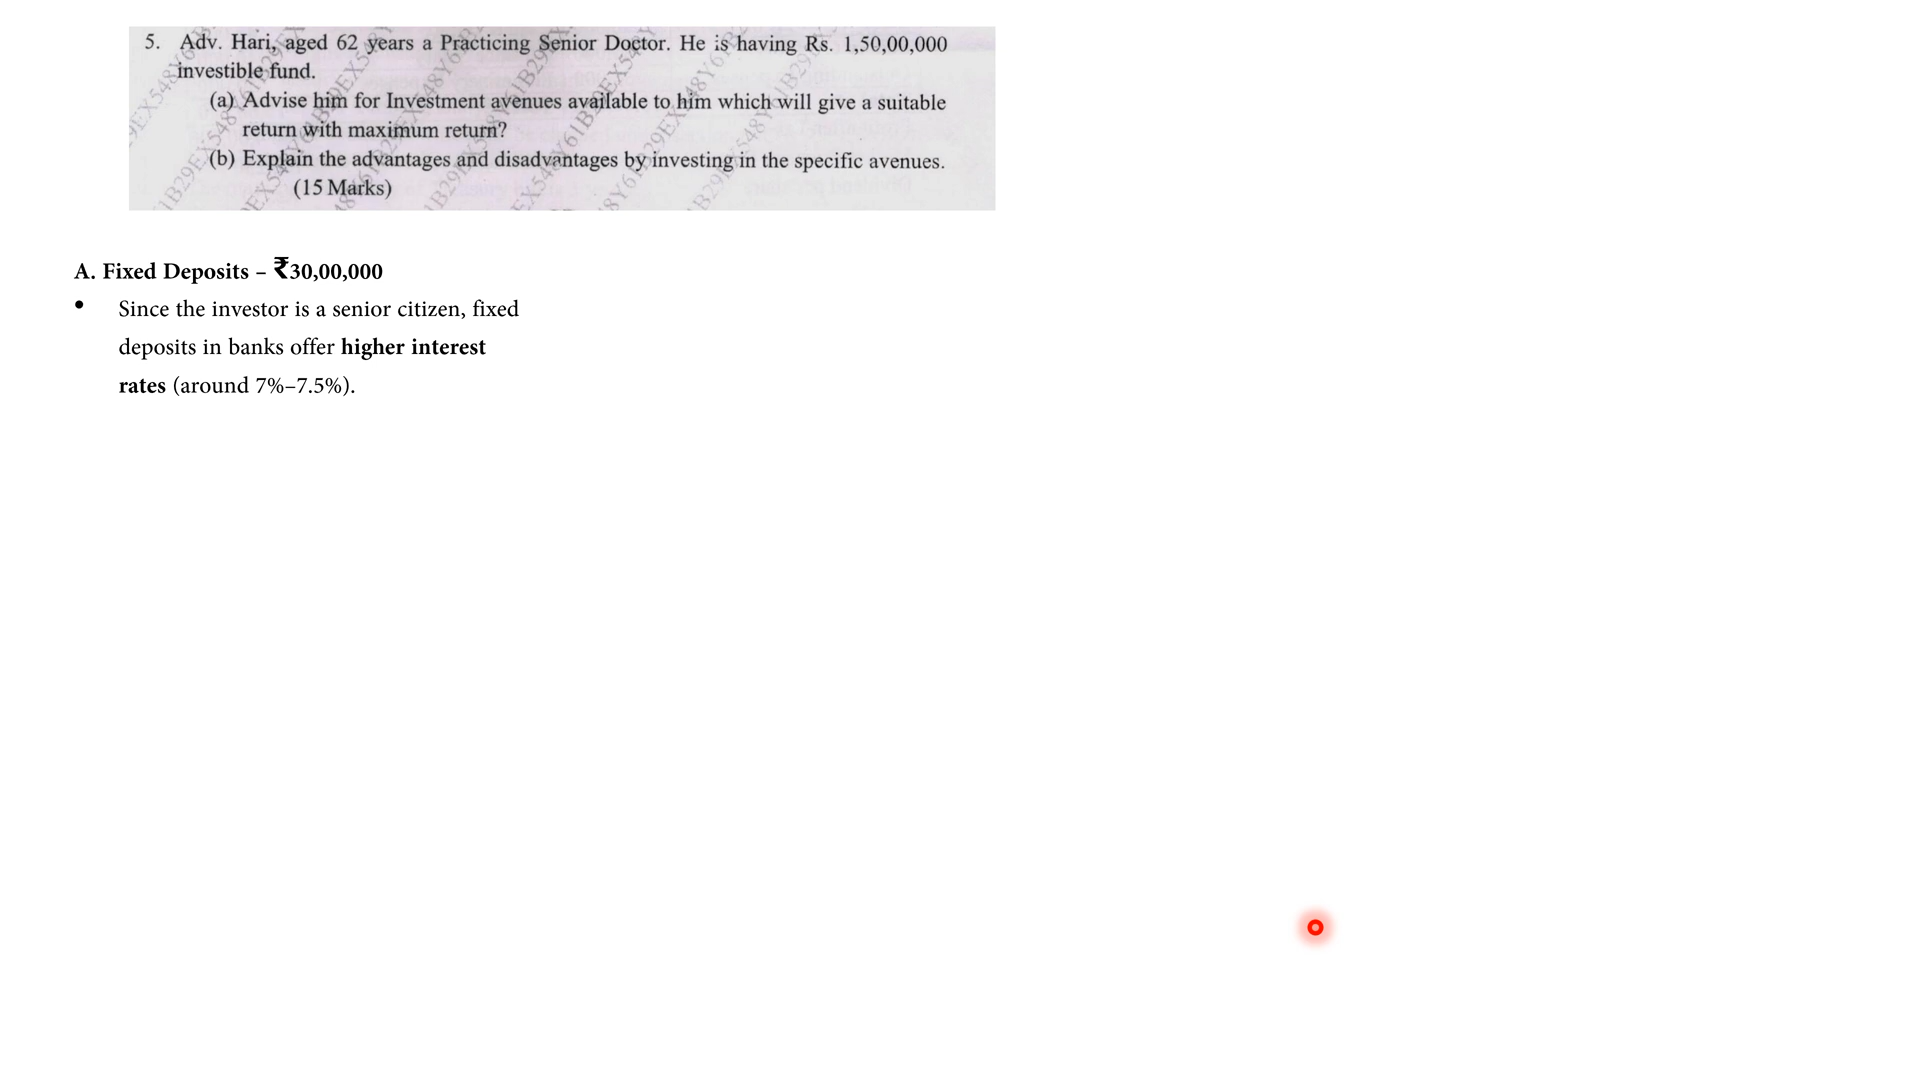 5. Adv. Hari, aged 62 years a Practicing Senior Doctor. He is having Rs. 1,50,00,000
investible fund.
(a) Advise him for Investment avenues available to him which will give a suitable
return with maximum return?
(b) Explain the advantages and disadvantages by investing in the specific avenues.
(15 Marks)
A. Fixed Deposits – ₹30,00,000
• Since the investor is a senior citizen, fixed
deposits in banks offer higher interest
rates (around 7%–7.5%).